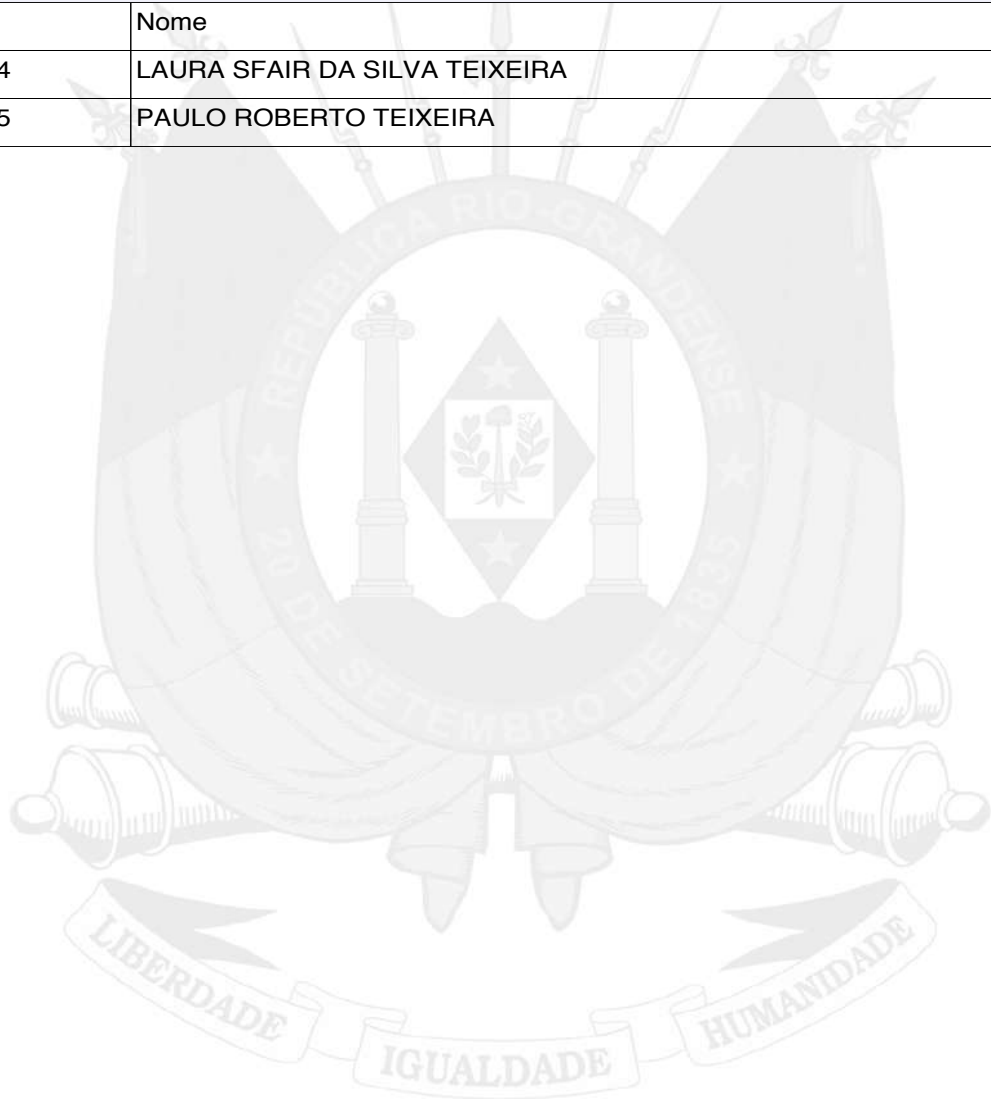 Nome
4 LAURA SFAIR DA SILVA TEIXEIRA
5 PAULO ROBERTO TEIXEIRA
REPÚBLICA RIO-GRANDENSE
20 DE SETEMBRO DE 1835
LIBERDADE IGUALDADE HUMANIDADE